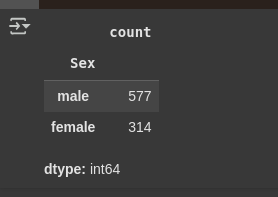 count
Sex
male 577
female 314
dtype: int64